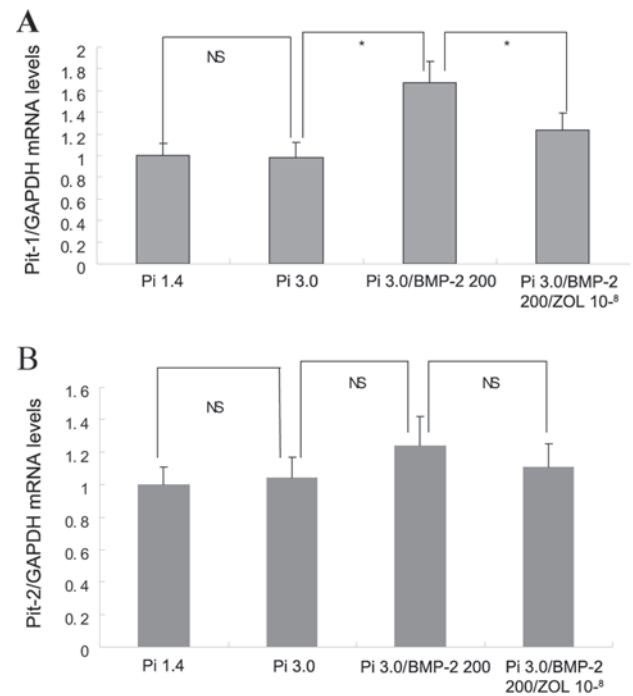 A
Pit-1/GAPDH mRNA levels
2
1.8
1.6
1.4
1.2
1
0.8
0.6
0.4
0.2
0
NS
*
*
Pi 1.4
Pi 3.0
Pi 3.0/BMP-2 200
Pi 3.0/BMP-2
200/ZOL 10-⁸
B
Pit-2/GAPDH mRNA levels
1.6
1.4
1.2
1
0.8
0.6
0.4
0.2
0
NS
NS
NS
Pi 1.4
Pi 3.0
Pi 3.0/BMP-2 200
Pi 3.0/BMP-2
200/ZOL 10-⁸